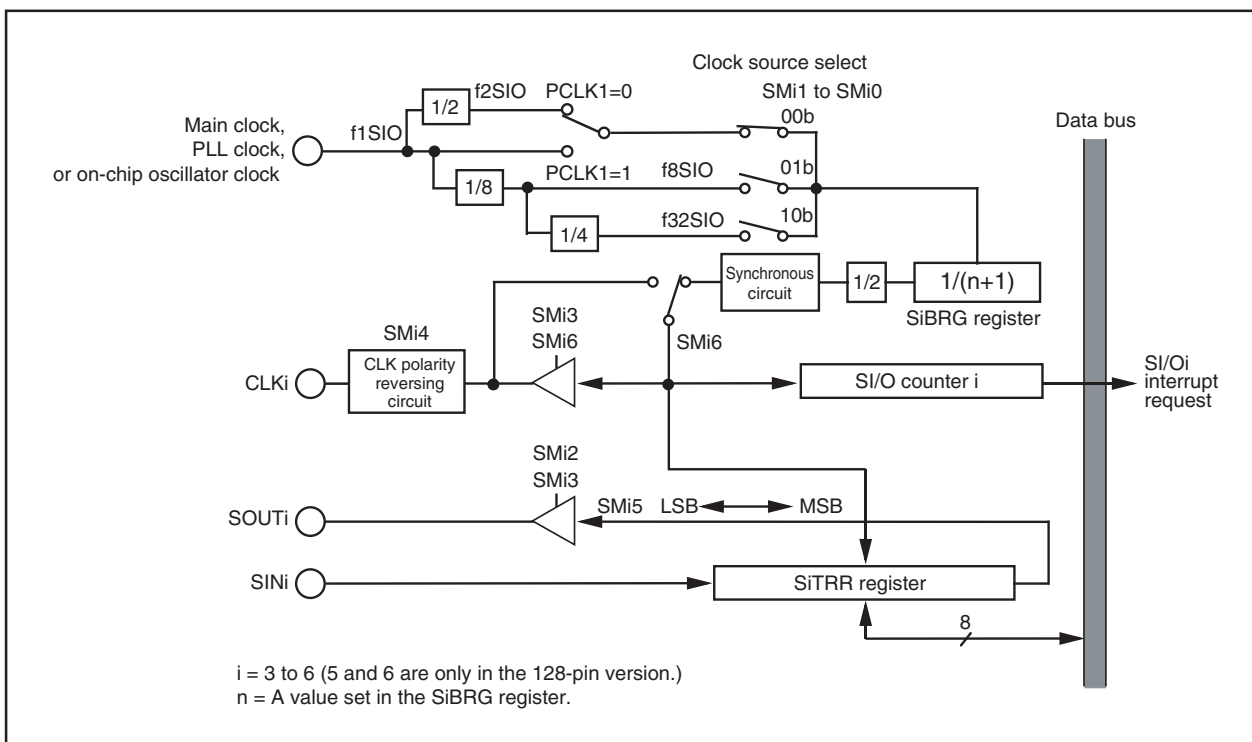 Clock source select
SMi1 to SMi0
f2SIO
PCLK1=0
1/2
00b
Data bus
Main clock,
PLL clock,
or on-chip oscillator clock
f1SIO
PCLK1=1
f8SIO
01b
1/8
f32SIO
10b
1/4
Synchronous
circuit
1/2
1/(n+1)
SiBRG register
SMi4
SMi3
SMi6
SMi6
CLKi
CLK polarity
reversing
circuit
SI/O counter i
SI/Oi
interrupt
request
SMi2
SMi3
SMi5
LSB
MSB
SOUTi
SINi
SiTRR register
8
i = 3 to 6 (5 and 6 are only in the 128-pin version.)
n = A value set in the SiBRG register.